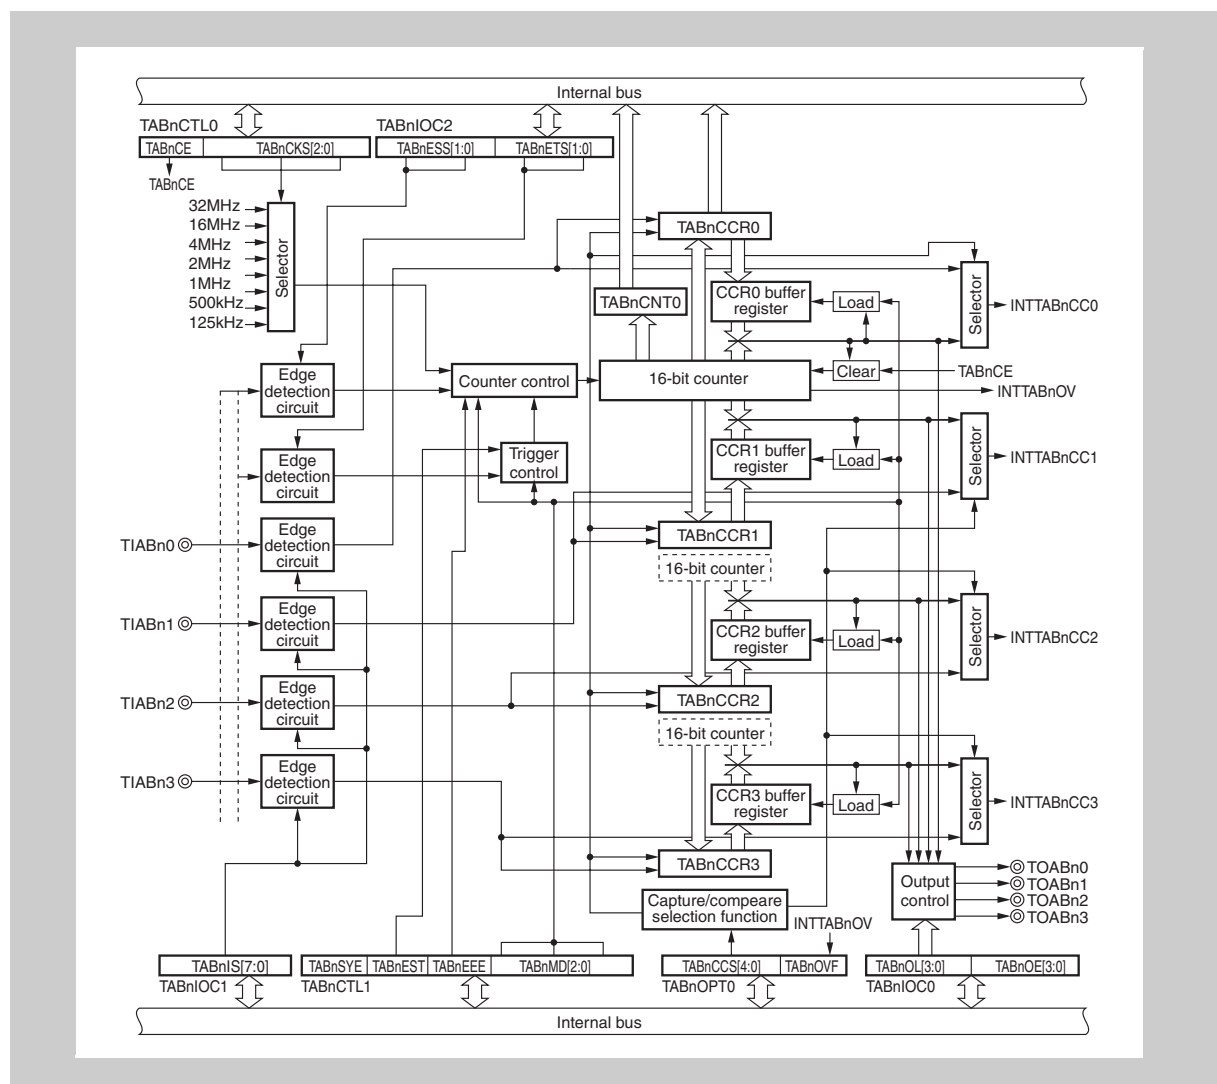 Internal bus
TABnCTL0
TABnIOC2
TABnCE
TABnCKS[2:0]
TABnESS[1:0]
TABnETS[1:0]
TABnCE
32MHz
16MHz
4MHz
2MHz
1MHz
500kHz
125kHz
Selector
TABnCCR0
TABnCNT0
CCR0 buffer
register
Load
Selector
INTTABnCC0
Edge
detection
circuit
Counter control
16-bit counter
Clear
TABnCE
INTTABnOV
Edge
detection
circuit
Trigger
control
CCR1 buffer
register
Load
Selector
INTTABnCC1
TIABn0
Edge
detection
circuit
TABnCCR1
16-bit counter
TIABn1
Edge
detection
circuit
CCR2 buffer
register
Load
Selector
INTTABnCC2
TIABn2
Edge
detection
circuit
TABnCCR2
16-bit counter
TIABn3
Edge
detection
circuit
CCR3 buffer
register
Load
Selector
INTTABnCC3
TABnCCR3
Output
control
TOABn0
TOABn1
TOABn2
TOABn3
Capture/compeare
selection function
INTTABnOV
TABnIS[7:0]
TABnSYE
TABnEST
TABnEEE
TABnMD[2:0]
TABnCCS[4:0]
TABnOVF
TABnOL[3:0]
TABnOE[3:0]
TABnIOC1
TABnCTL1
TABnOPT0
TABnIOC0
Internal bus